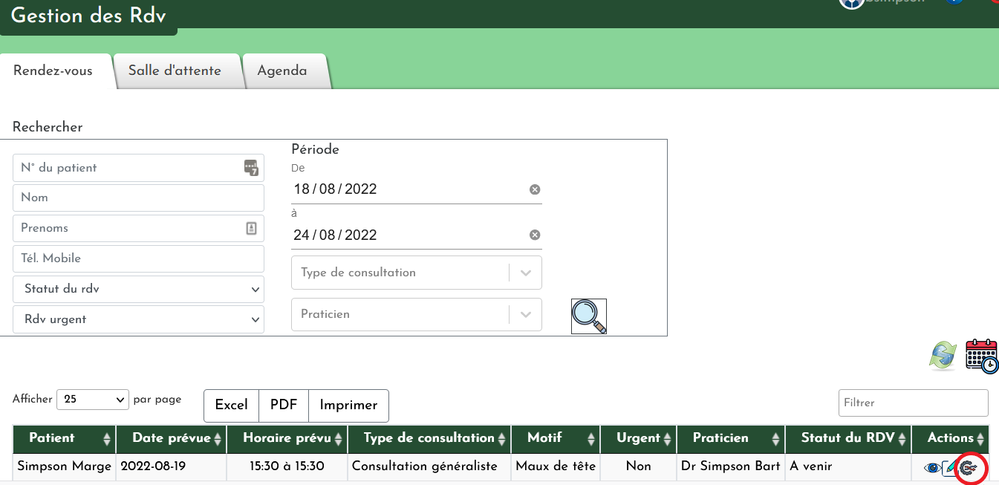 Gestion des Rdv
Rendez-vous
Salle d'attente
Agenda
Rechercher
N° du patient
Nom
Prenoms
Tél. Mobile
Statut du rdv
Rdv urgent
Période
De
18/08/2022
à
24/08/2022
Type de consultation
Praticien
Afficher 25 par page
Excel PDF Imprimer
Filtrer
Patient Date prévue Horaire prévu Type de consultation Motif Urgent Praticien Statut du RDV Actions
Simpson Marge 2022-08-19 15:30 à 15:30 Consultation généraliste Maux de tête Non Dr Simpson Bart A venir